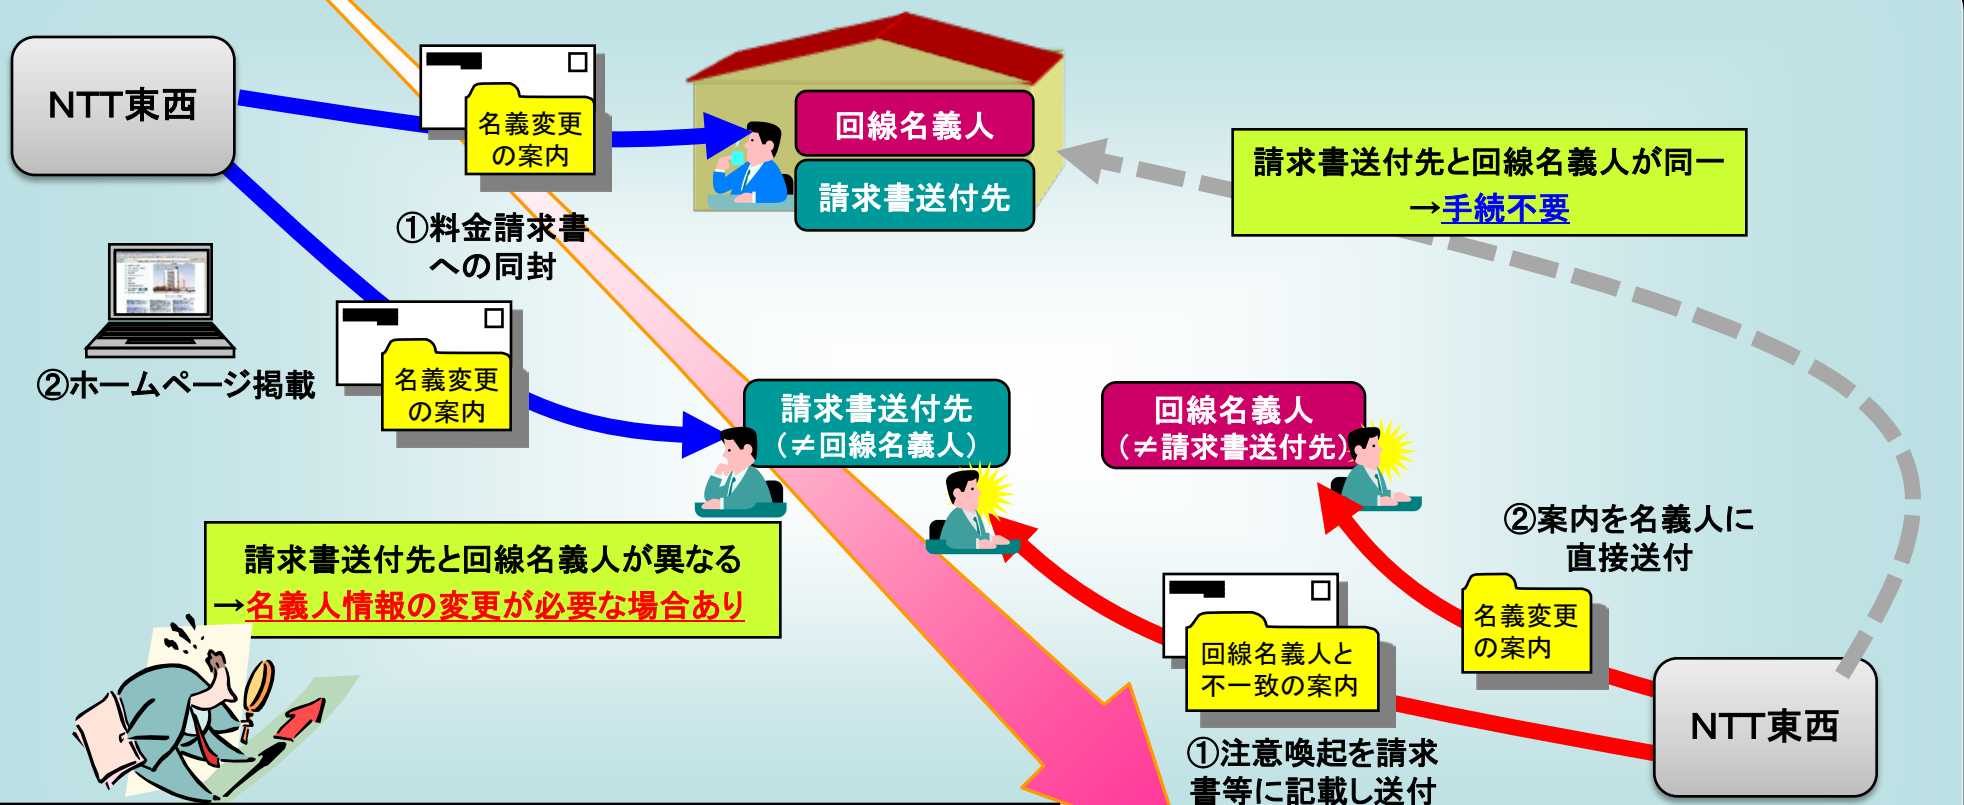 NTT東西
名義変更
の案内
回線名義人
請求書送付先
請求書送付先と回線名義人が同一
→手続不要
①料金請求書
への同封
②ホームページ掲載
名義変更
の案内
請求書送付先
（≠回線名義人）
回線名義人
（≠請求書送付先）
請求書送付先と回線名義人が異なる
→名義人情報の変更が必要な場合あり
②案内を名義人に
直接送付
名義変更
の案内
回線名義人と
不一致の案内
NTT東西
①注意喚起を請求
書等に記載し送付